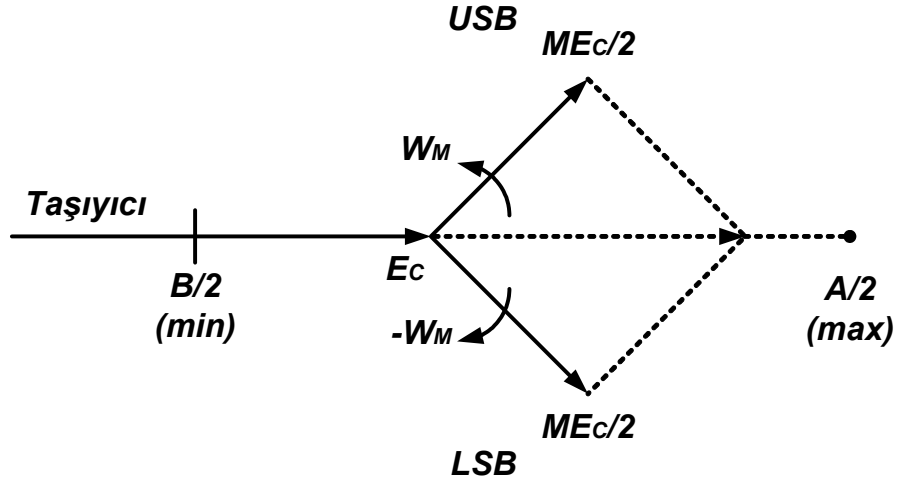 USB
MEC/2
WM
Taşıyıcı
EC
B/2
(min)
A/2
(max)
-WM
MEC/2
LSB